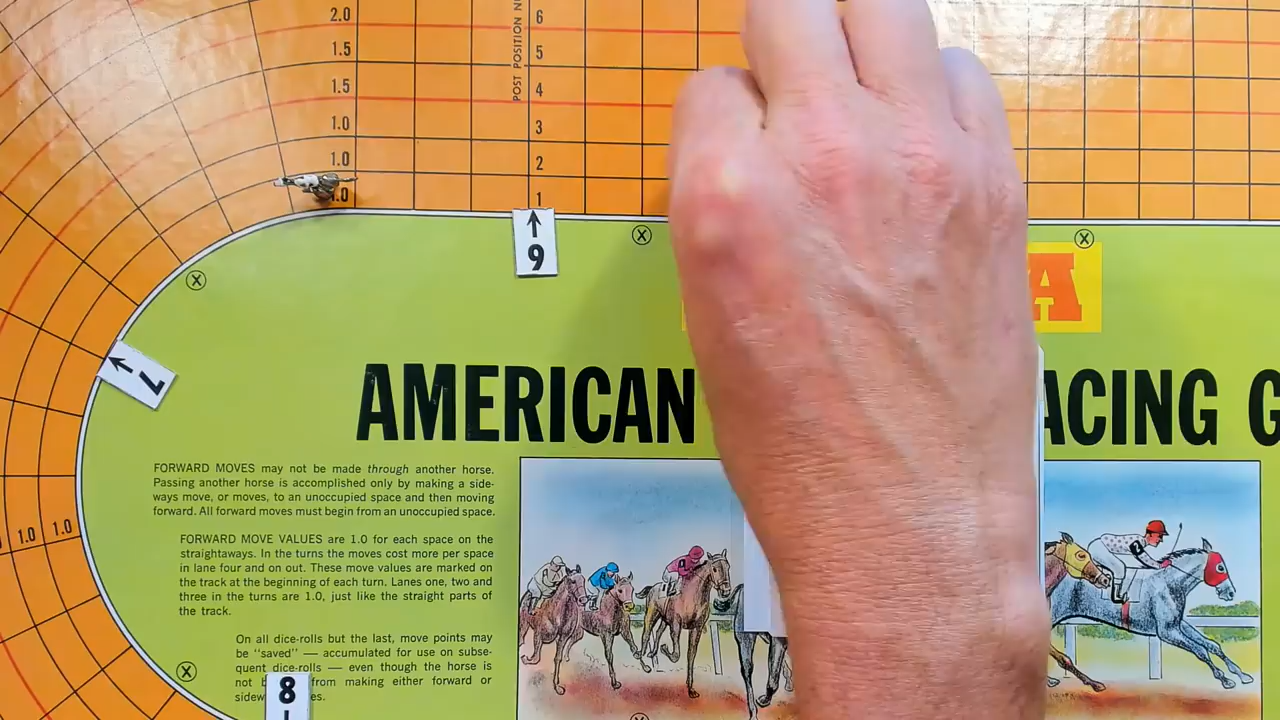 2.0
1.5
1.5
1.0
1.0
1.0
POST POSITION N
6
5
4
3
2
1
9
7
A
AMERICAN
ACING G
FORWARD MOVES may not be made through another horse.
Passing another horse is accomplished only by making a side-
ways move, or moves, to an unoccupied space and then moving
forward. All forward moves must begin from an unoccupied space.
FORWARD MOVE VALUES are 1.0 for each space on the
straightaways. In the turns the moves cost more per space
in lane four and on out. These move values are marked on
the track at the beginning of each turn. Lanes one, two and
three in the turns are 1.0, just like the straight parts of
the track.
1.0 1.0
On all dice-rolls but the last, move points may
be "saved" — accumulated for use on subse-
quent dice-rolls — even though the horse is
not from making either forward or
8